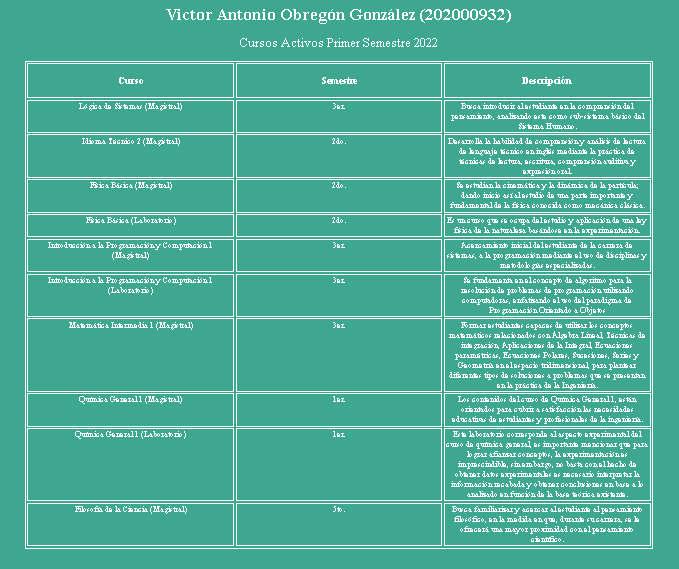 Victor Antonio Obregón González (202000932)
Cursos Activos Primer Semestre 2022
Curso
Semestre
Descripción
Lógica de Sistemas (Magistral)
3er.
Busca introducir al estudiante en la comprensión del
pensamiento, analizando este como sub-sistema básico del
Sistema Humano.
Idioma Técnico 2 (Magistral)
2do.
Desarrolla la habilidad de comprensión y análisis de lectura
de lenguaje técnico en inglés mediante la práctica de
técnicas de lectura, escritura, comprensión auditiva y
expresión oral.
Física Básica (Magistral)
2do.
Se estudian la cinemática y la dinámica de la partícula;
dando inicio así al estudio de una parte importante y
fundamental de la física conocida como mecánica clásica.
Física Básica (Laboratorio)
2do.
Es un curso que se ocupa del estudio y aplicación de una ley
física de la naturaleza basándose en la experimentación.
Introducción a la Programación y Computación 1
(Magistral)
3er.
Acercamiento inicial del estudiante de la carrera de
sistemas, a la programación mediante el uso de disciplinas y
metodologías especializadas.
Introducción a la Programación y Computación 1
(Laboratorio)
3er.
Se fundamenta en el concepto de algoritmo para la
resolución de problemas de programación utilizando
computadoras, enfatizando el uso del paradigma de
Programación Orientado a Objetos
Matemática Intermedia 1 (Magistral)
3er.
Formar estudiantes capaces de utilizar los conceptos
matemáticos relacionados con Álgebra Lineal, Técnicas de
integración, Aplicaciones de la Integral, Ecuaciones
paramétricas, Ecuaciones Polares, Sucesiones, Series y
Geometría en el espacio tridimensional, para plantear
diferentes tipos de soluciones a problemas que se presentan
en la práctica de la Ingeniería.
Química General 1 (Magistral)
1er.
Los contenidos del curso de Química General 1, están
orientados para cubrir a satisfacción las necesidades
educativas de estudiantes y profesionales de la ingeniería.
Química General 1 (Laboratorio)
1er.
Este laboratorio corresponde al aspecto experimental del
curso de química general, es importante mencionar que para
lograr afianzar conceptos, la experimentación es
imprescindible, sin embargo, no basta con el hecho de
obtener datos experimentales es necesario interpretar la
información recabada y obtener conclusiones en base a lo
analizado en función de la base teórica existente.
Filosofía de la Ciencia (Magistral)
5to.
Busca familiarizar y acercar al estudiante al pensamiento
filosófico, en la medida en que, durante su carrera, se le
ofrecerá una mayor proximidad con el pensamiento
científico.